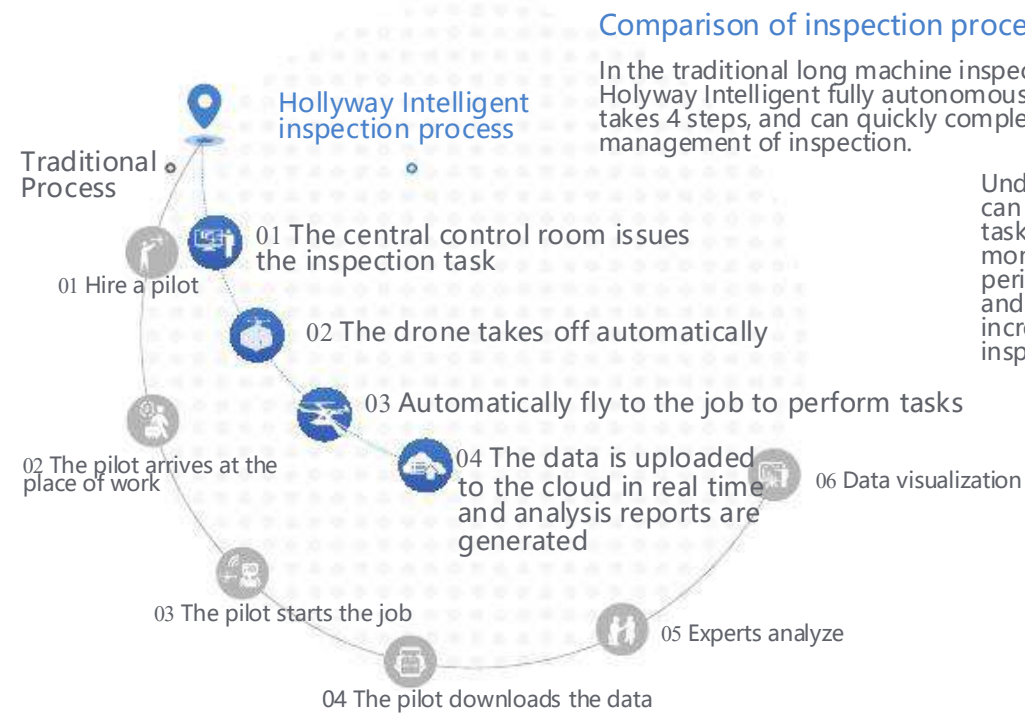 Comparison of inspection proce
In the traditional long machine inspec
Holyway Intelligent fully autonomous
takes 4 steps, and can quickly comple
management of inspection.
Hollyway Intelligent
inspection process
Traditional
Process
Und
can
task
mor
peri
and
incre
insp
01 The central control room issues
the inspection task
01 Hire a pilot
02 The drone takes off automatically
03 Automatically fly to the job to perform tasks
02 The pilot arrives at the
place of work
04 The data is uploaded
to the cloud in real time
and analysis reports are
generated
06 Data visualization
03 The pilot starts the job
05 Experts analyze
04 The pilot downloads the data